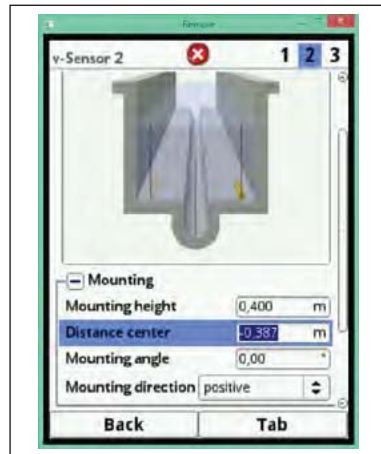 Remove
v-Sensor 2 1 2 3
Mounting
Mounting height 0,400 m
Distance center -0,387 m
Mounting angle 0,00 °
Mounting direction positive
Back Tab